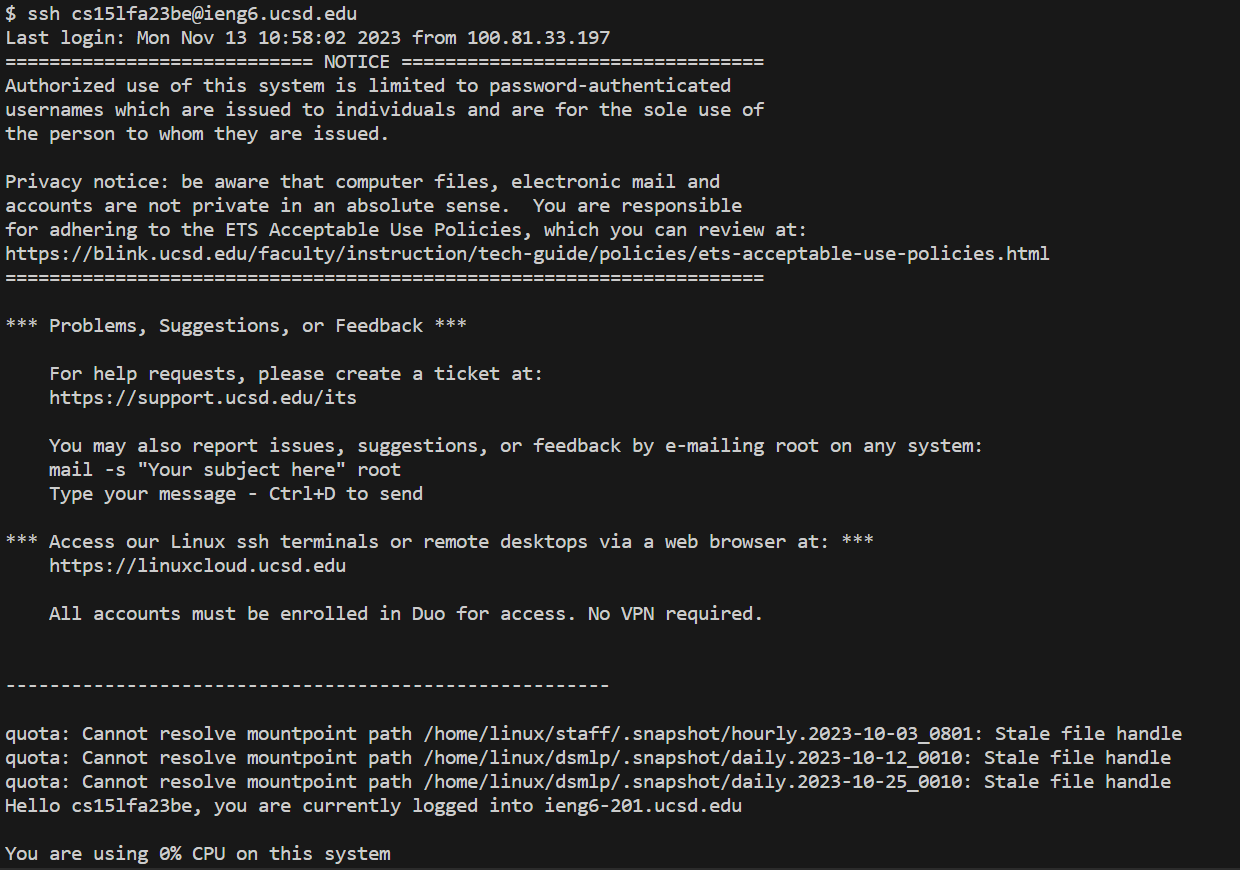 $ ssh cs15lfa23be@ieng6.ucsd.edu
Last login: Mon Nov 13 10:58:02 2023 from 100.81.33.197
============================ NOTICE =================================
Authorized use of this system is limited to password-authenticated
usernames which are issued to individuals and are for the sole use of
the person to whom they are issued.

Privacy notice: be aware that computer files, electronic mail and
accounts are not private in an absolute sense.  You are responsible
for adhering to the ETS Acceptable Use Policies, which you can review at:
https://blink.ucsd.edu/faculty/instruction/tech-guide/policies/ets-acceptable-use-policies.html
=====================================================================

*** Problems, Suggestions, or Feedback ***

    For help requests, please create a ticket at:
    https://support.ucsd.edu/its

    You may also report issues, suggestions, or feedback by e-mailing root on any system:
    mail -s "Your subject here" root
    Type your message - Ctrl+D to send

*** Access our Linux ssh terminals or remote desktops via a web browser at: ***
    https://linuxcloud.ucsd.edu

    All accounts must be enrolled in Duo for access. No VPN required.


-------------------------------------------------------

quota: Cannot resolve mountpoint path /home/linux/staff/.snapshot/hourly.2023-10-03_0801: Stale file handle
quota: Cannot resolve mountpoint path /home/linux/dsmlp/.snapshot/daily.2023-10-12_0010: Stale file handle
quota: Cannot resolve mountpoint path /home/linux/dsmlp/.snapshot/daily.2023-10-25_0010: Stale file handle
Hello cs15lfa23be, you are currently logged into ieng6-201.ucsd.edu

You are using 0% CPU on this system